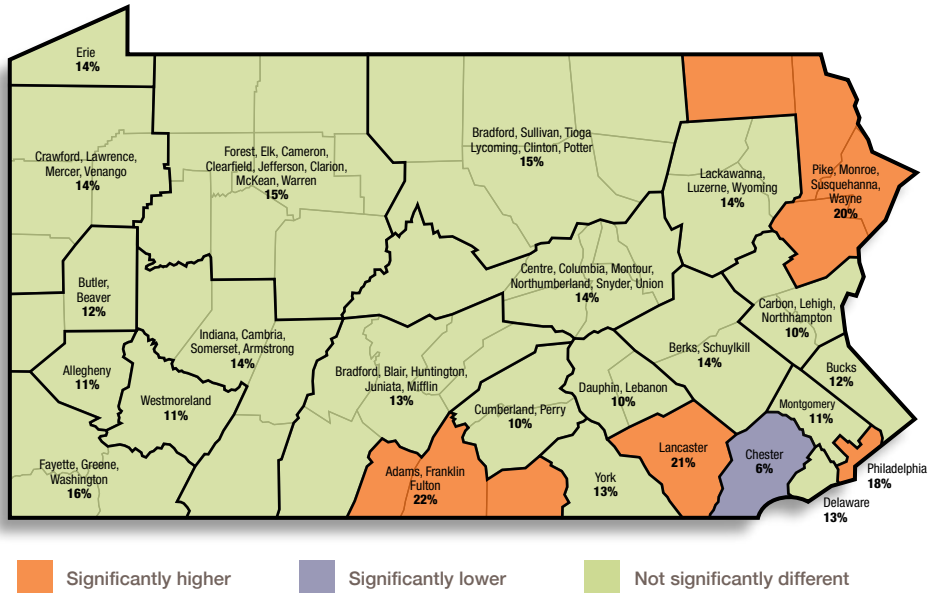 Erie
14%
Crawford, Lawrence,
Mercer, Venango
14%
Forest, Elk, Cameron,
Clearfield, Jefferson, Clarion,
McKean, Warren
15%
Bradford, Sullivan, Tioga
Lycoming, Clinton, Potter
15%
Lackawanna,
Luzerne, Wyoming
14%
Pike, Monroe,
Susquehanna,
Wayne
20%
Butler,
Beaver
12%
Centre, Columbia, Montour,
Northumberland, Snyder, Union
14%
Carbon, Lehigh,
Northhampton
10%
Indiana, Cambria,
Somerset, Armstrong
14%
Berks, Schuylkill
14%
Allegheny
11%
Bradford, Blair, Huntington,
Juniata, Mifflin
13%
Bucks
12%
Dauphin, Lebanon
10%
Westmoreland
11%
Cumberland, Perry
10%
Montgomery
11%
Lancaster
21%
Chester
6%
Fayette, Greene,
Washington
16%
Adams, Franklin
Fulton
22%
York
13%
Philadelphia
18%
Delaware
13%
Significantly higher
Significantly lower
Not significantly different